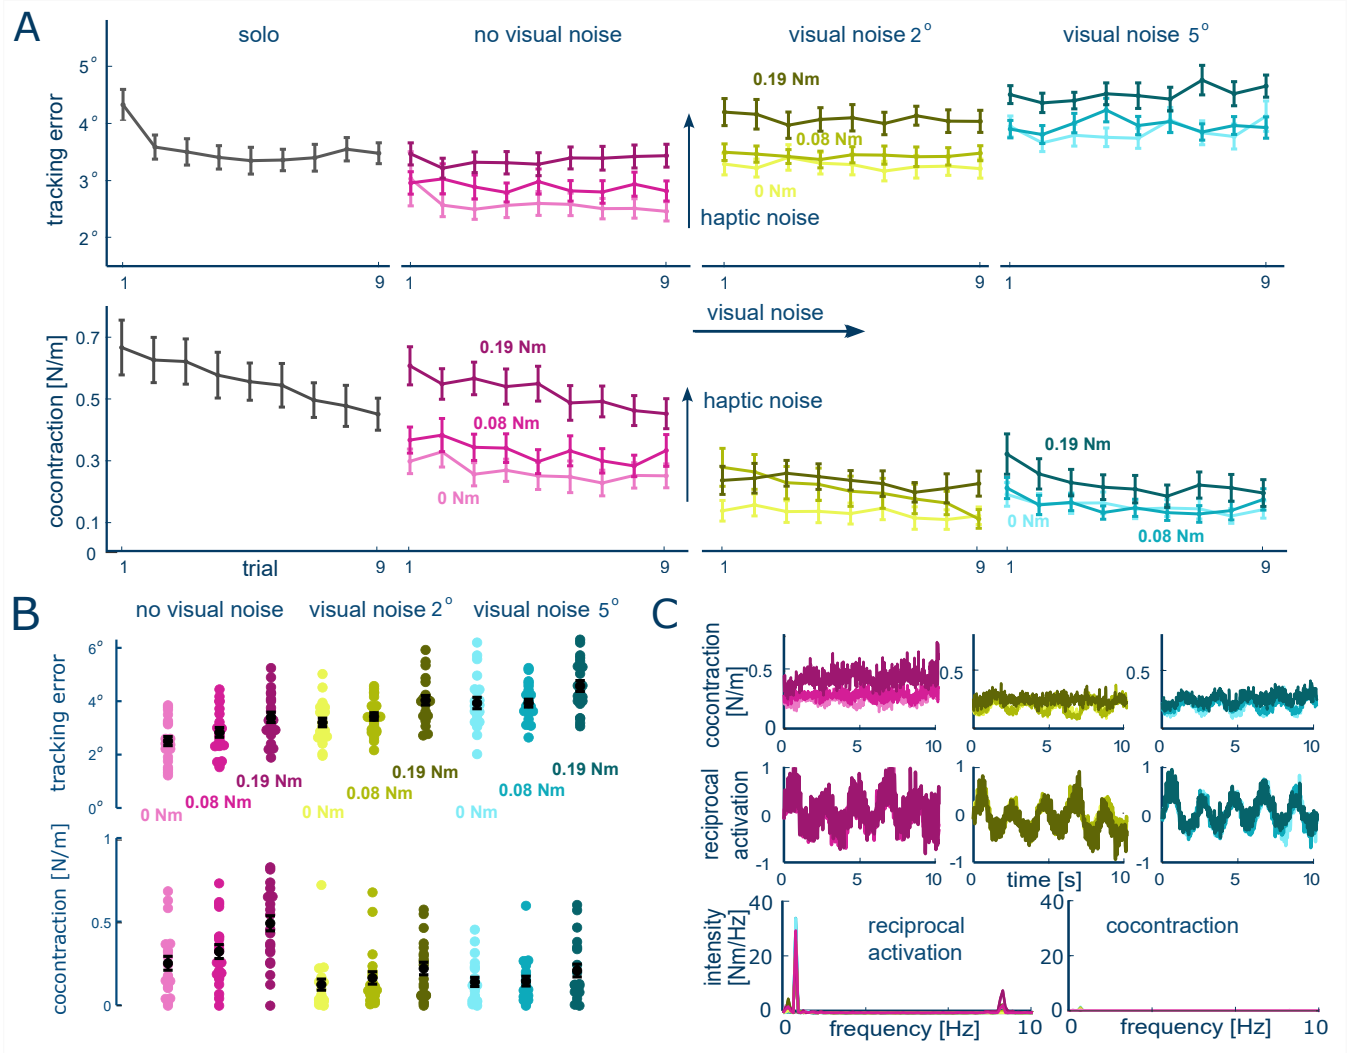 A
solo
no visual noise
visual noise 2°
visual noise 5°
tracking error
5°
4°
3°
2°
0.19 Nm
0.08 Nm
0 Nm
haptic noise
1
9
1
9
1
9
1
9
visual noise
cocontraction [N/m]
0.7
0.5
0.3
0.1
0
0.19 Nm
0.08 Nm
0 Nm
haptic noise
0.19 Nm
0 Nm
0.08 Nm
1
trial
9
1
9
1
9
1
9
B
no visual noise
visual noise 2°
visual noise 5°
tracking error
6°
4°
2°
0°
0 Nm
0.08 Nm
0.19 Nm
0 Nm
0.08 Nm
0.19 Nm
0 Nm
0.08 Nm
0.19 Nm
cocontraction [N/m]
1
0.5
0
C
cocontraction
[N/m]
0.5
0
0.5
0.5
0
5
10
0
5
10
0
5
10
reciprocal
activation
1
0
-1
1
0
-1
1
0
-1
0
5
10
0
5
10
0
5
10
time [s]
intensity
[Nm/Hz]
40
20
0
reciprocal
activation
0
frequency [Hz]
10
40
20
0
cocontraction
0
frequency [Hz]
10